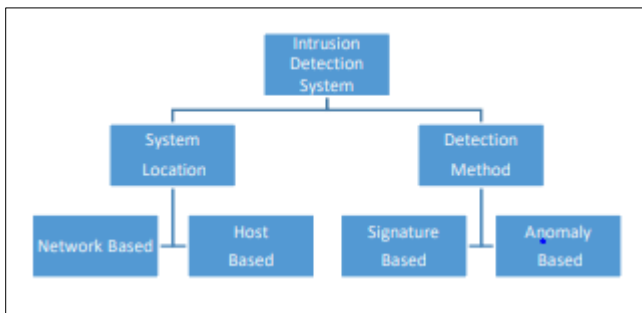 Intrusion
Detection
System
System
Location
Detection
Method
Network Based
Host
Based
Signature
Based
Anomaly
Based